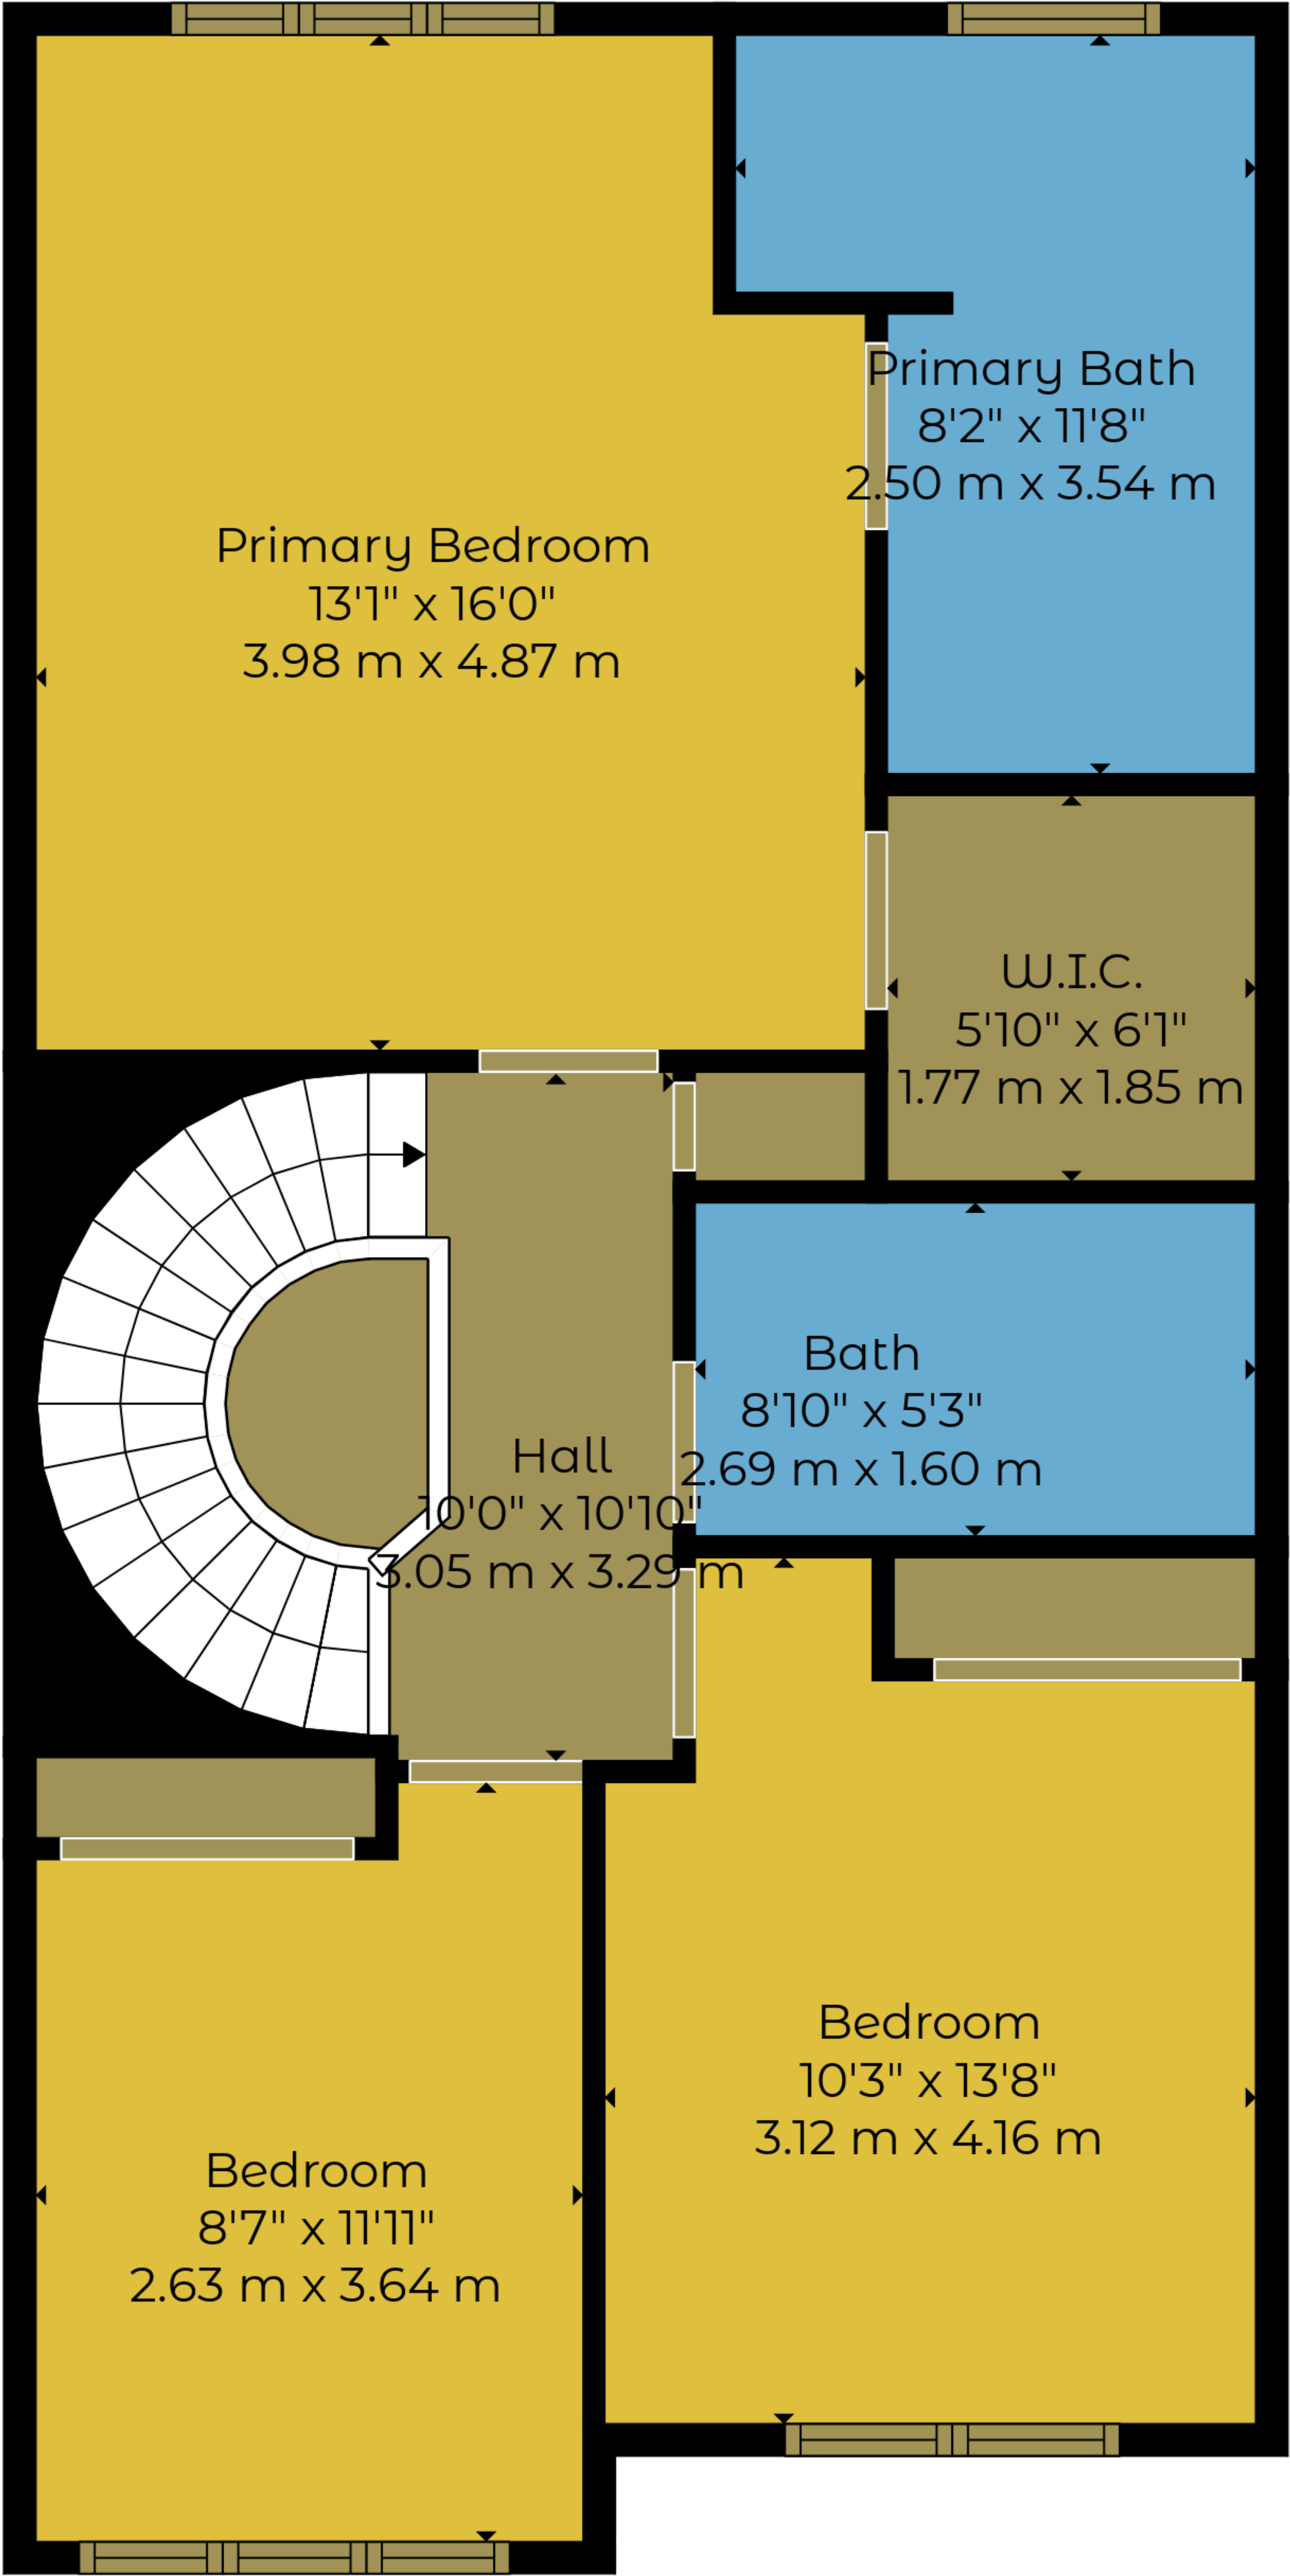 Primary Bath
8'2" x 11'8"
2.50 m x 3.54 m
Primary Bedroom
13'1" x 16'0"
3.98 m x 4.87 m
W.I.C.
5'10" x 6'1"
1.77 m x 1.85 m
Bath
8'10" x 5'3"
2.69 m x 1.60 m
Hall
10'0" x 10'10"
3.05 m x 3.29 m
Bedroom
10'3" x 13'8"
3.12 m x 4.16 m
Bedroom
8'7" x 11'11"
2.63 m x 3.64 m